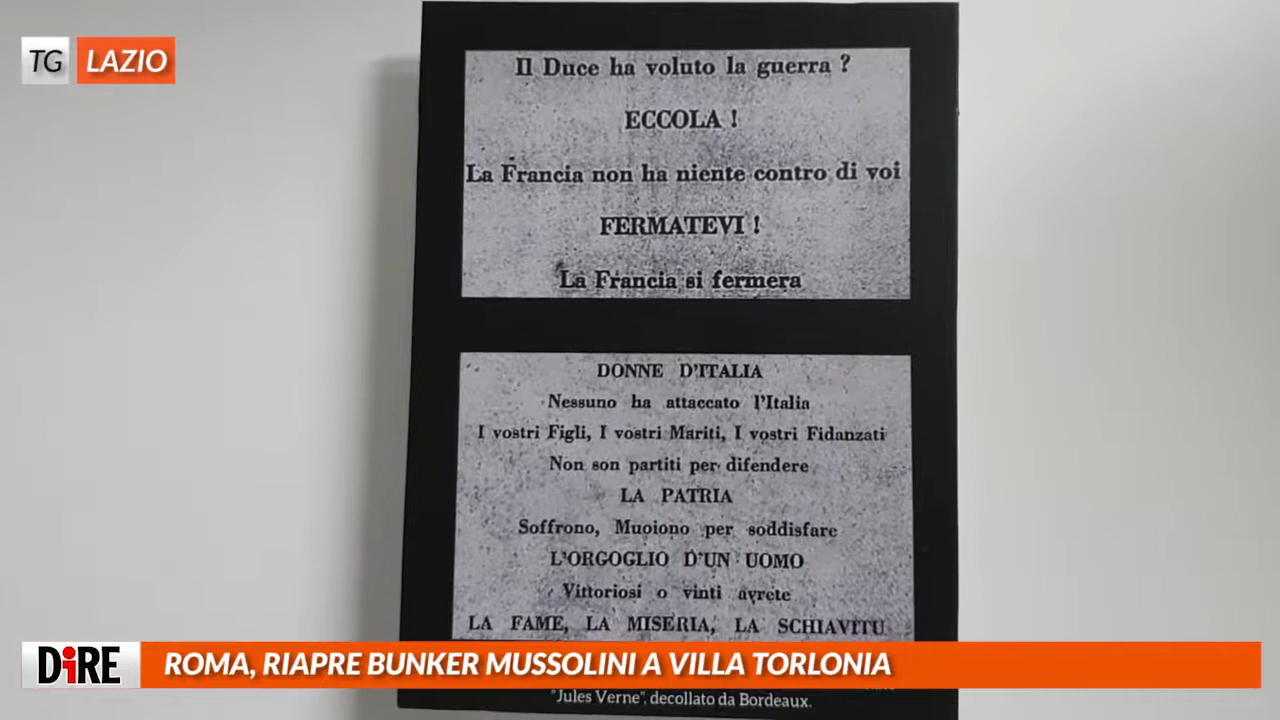 TG LAZIO
Il Duce ha voluto la guerra ?
ECCOLA !
La Francia non ha niente contro di voi
FERMATEVI !
La Francia si fermera
DONNE D'ITALIA
Nessuno ha attaccato l'Italia
I vostri Figli, I vostri Mariti, I vostri Fidanzati
Non son partiti per difendere
LA PATRIA
Soffrono, Muoiono per soddisfare
L'ORGOGLIO D'UN UOMO
Vittoriosi o vinti avrete
LA FAME, LA MISERIA, LA SCHIAVITU
DiRE ROMA, RIAPRE BUNKER MUSSOLINI A VILLA TORLONIA
"Jules Verne", decollato da Bordeaux.